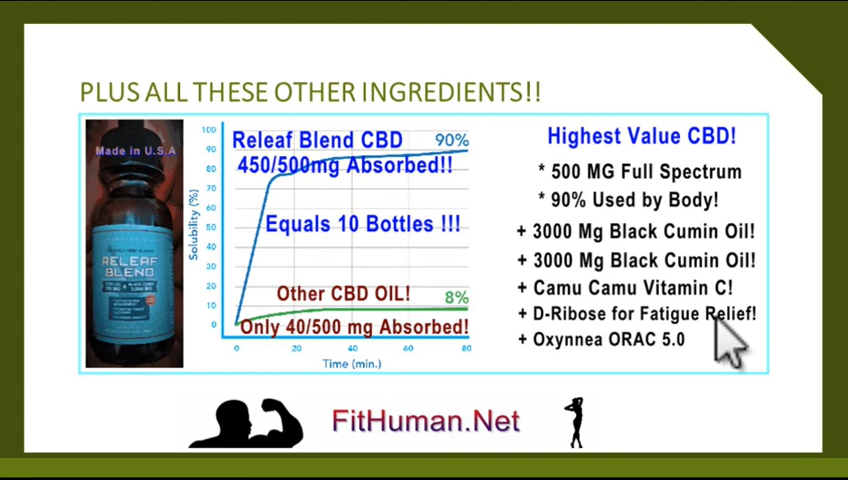 PLUS ALL THESE OTHER INGREDIENTS!!
Made in U.S.A
RELEAF
BLEND
100
90
80
70
60
50
40
30
20
10
0
Solubility (%)
Releaf Blend CBD
90%
450/500mg Absorbed!!
Equals 10 Bottles !!!
Other CBD OIL!
8%
Only 40/500 mg Absorbed!
0
20
40
60
80
Time (min.)
Highest Value CBD!
* 500 MG Full Spectrum
* 90% Used by Body!
+ 3000 Mg Black Cumin Oil!
+ 3000 Mg Black Cumin Oil!
+ Camu Camu Vitamin C!
+ D-Ribose for Fatigue Relief!
+ Oxynnea ORAC 5.0
FitHuman.Net